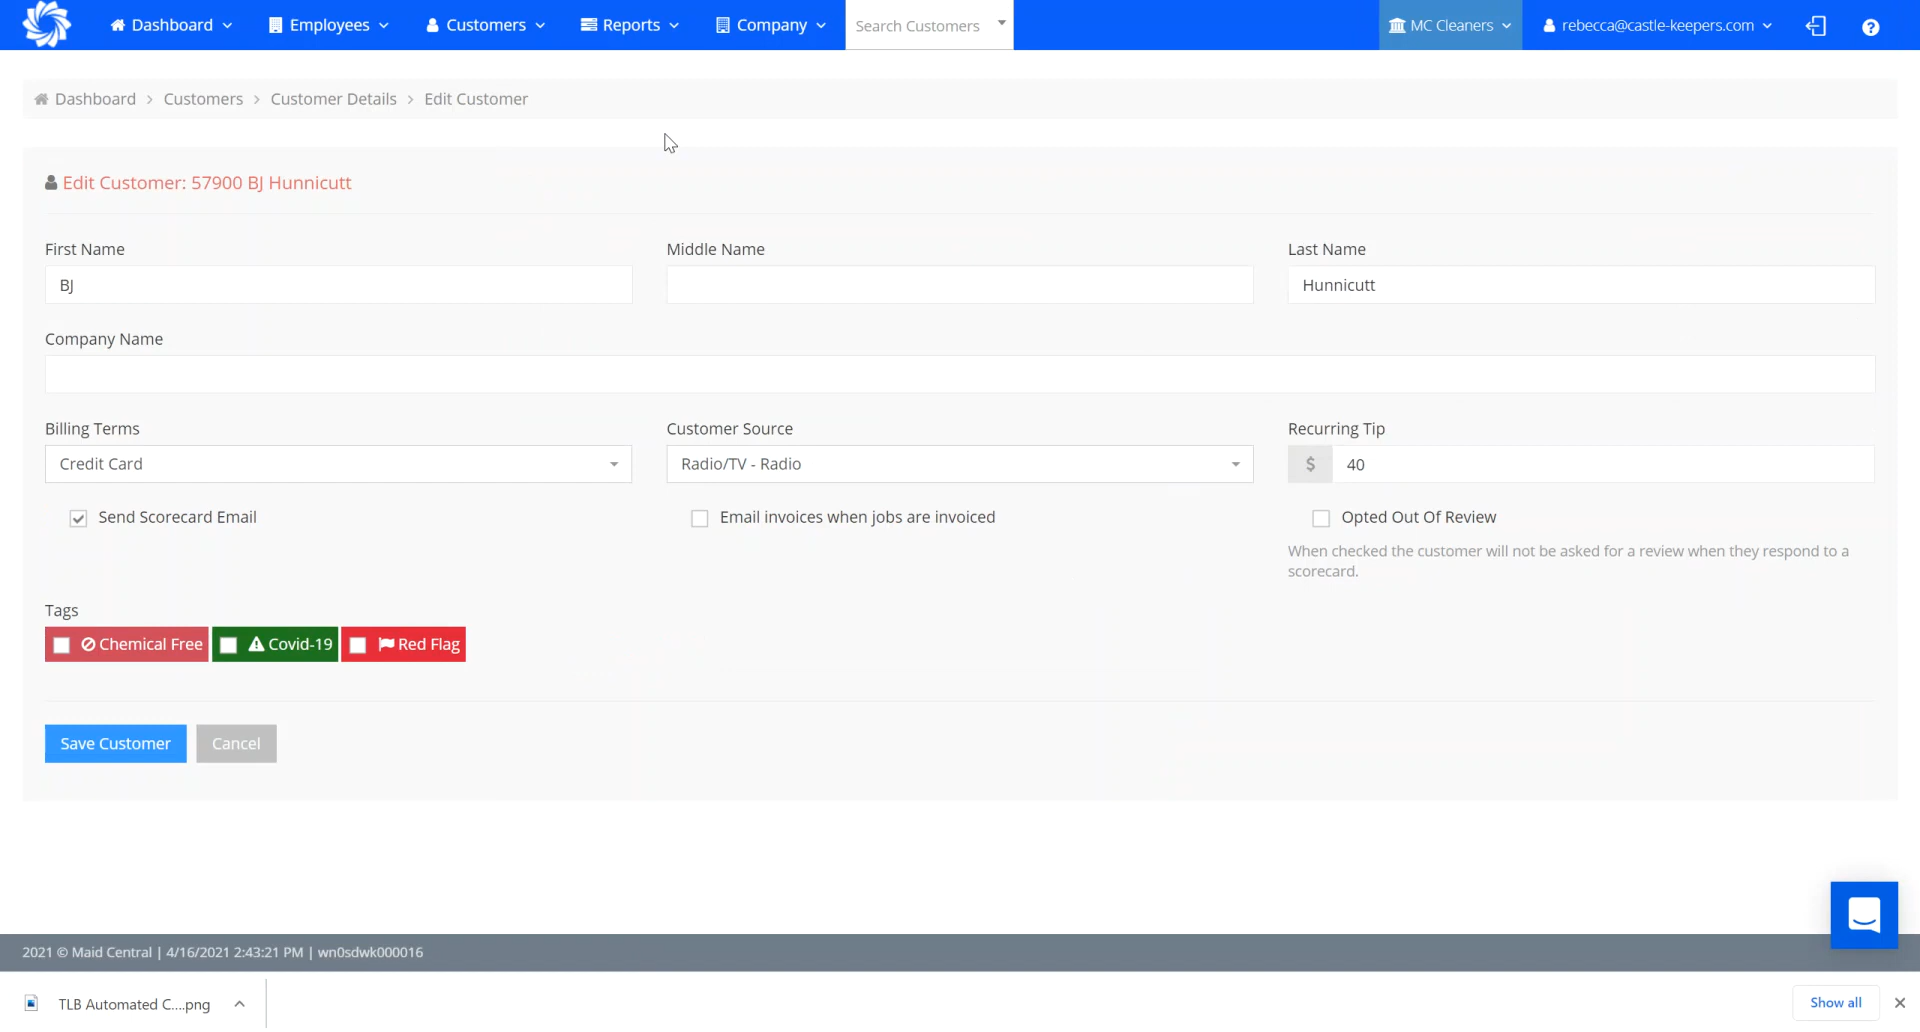 Dashboard Employees Customers Reports Company Search Customers MC Cleaners rebecca@castle-keepers.com
Dashboard > Customers > Customer Details > Edit Customer
Edit Customer: 57900 BJ Hunnicutt
First Name Middle Name Last Name
BJ Hunnicutt
Company Name
Billing Terms Customer Source Recurring Tip
Credit Card Radio/TV - Radio $ 40
Send Scorecard Email Email invoices when jobs are invoiced Opted Out Of Review
When checked the customer will not be asked for a review when they respond to a
scorecard.
Tags
Chemical Free Covid-19 Red Flag
Save Customer Cancel
2021 © Maid Central | 4/16/2021 2:43:21 PM | wn0sdwk000016
TLB Automated C....png Show all